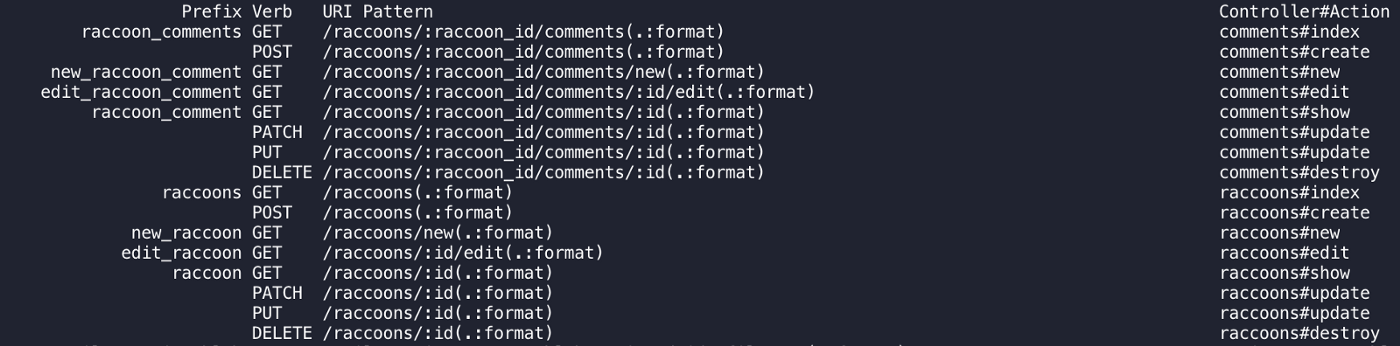 Prefix Verb URI Pattern Controller#Action
raccoon_comments GET /raccoons/:raccoon_id/comments(.:format) comments#index
POST /raccoons/:raccoon_id/comments(.:format) comments#create
new_raccoon_comment GET /raccoons/:raccoon_id/comments/new(.:format) comments#new
edit_raccoon_comment GET /raccoons/:raccoon_id/comments/:id/edit(.:format) comments#edit
raccoon_comment GET /raccoons/:raccoon_id/comments/:id(.:format) comments#show
PATCH /raccoons/:raccoon_id/comments/:id(.:format) comments#update
PUT /raccoons/:raccoon_id/comments/:id(.:format) comments#update
DELETE /raccoons/:raccoon_id/comments/:id(.:format) comments#destroy
raccoons GET /raccoons(.:format) raccoons#index
POST /raccoons(.:format) raccoons#create
new_raccoon GET /raccoons/new(.:format) raccoons#new
edit_raccoon GET /raccoons/:id/edit(.:format) raccoons#edit
raccoon GET /raccoons/:id(.:format) raccoons#show
PATCH /raccoons/:id(.:format) raccoons#update
PUT /raccoons/:id(.:format) raccoons#update
DELETE /raccoons/:id(.:format) raccoons#destroy